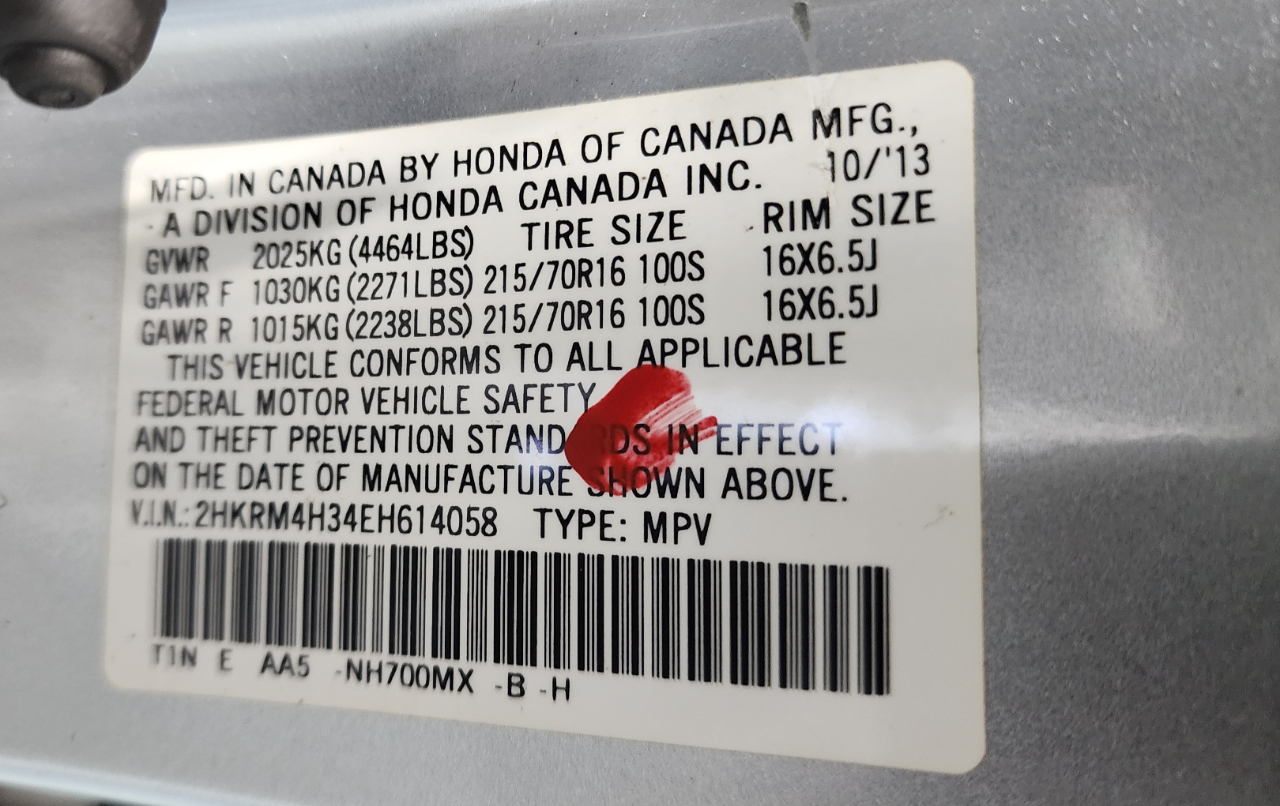 MFD. IN CANADA BY HONDA OF CANADA MFG.,
- A DIVISION OF HONDA CANADA INC. 10/'13
GVWR 2025KG (4464LBS) TIRE SIZE RIM SIZE
GAWR F 1030KG (2271LBS) 215/70R16 100S 16X6.5J
GAWR R 1015KG (2238LBS) 215/70R16 100S 16X6.5J
THIS VEHICLE CONFORMS TO ALL APPLICABLE
FEDERAL MOTOR VEHICLE SAFETY
AND THEFT PREVENTION STANDARDS IN EFFECT
ON THE DATE OF MANUFACTURE SHOWN ABOVE.
V.I.N.: 2HKRM4H34EH614058 TYPE: MPV
T1N E AA5 -NH700MX -B -H